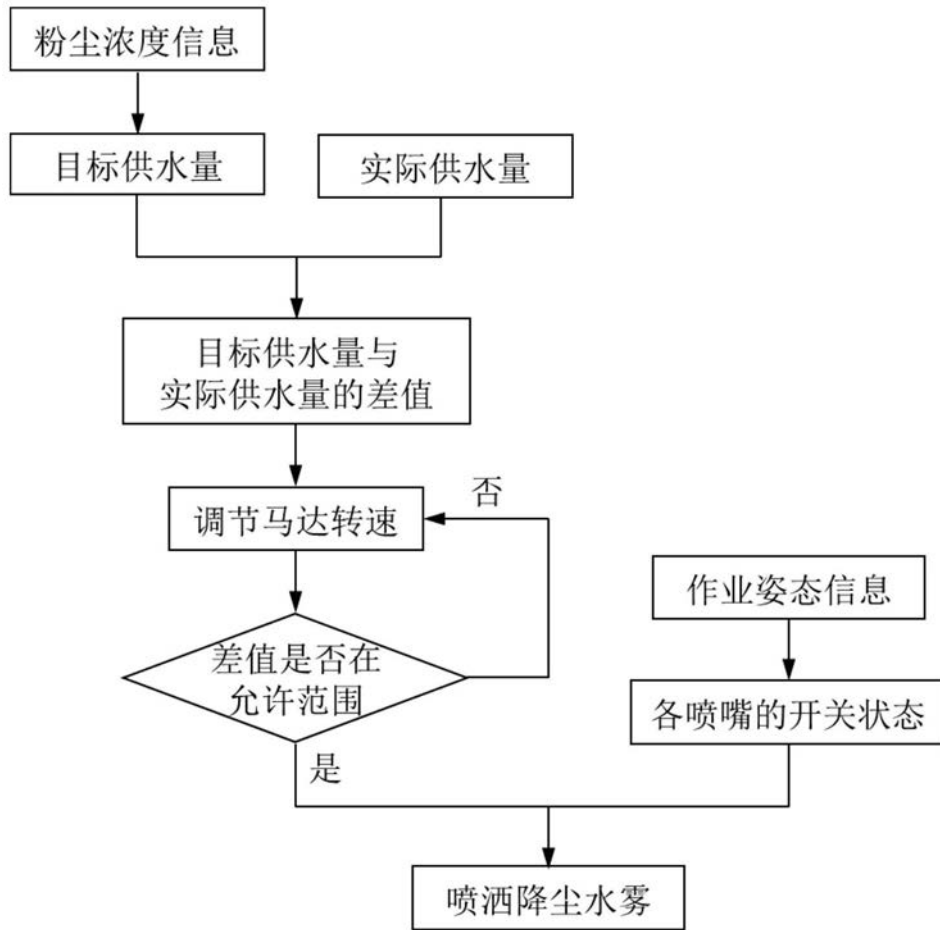 粉尘浓度信息
目标供水量
实际供水量
目标供水量与
实际供水量的差值
调节马达转速
否
差值是否在
允许范围
是
作业姿态信息
各喷嘴的开关状态
喷洒降尘水雾